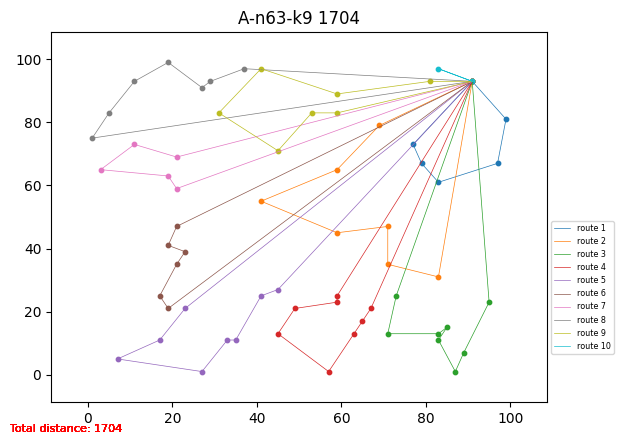 A-n63-k9 1704
100
80
60
40
20
0
0 20 40 60 80 100
route 1
route 2
route 3
route 4
route 5
route 6
route 7
route 8
route 9
route 10
Total distance: 1704